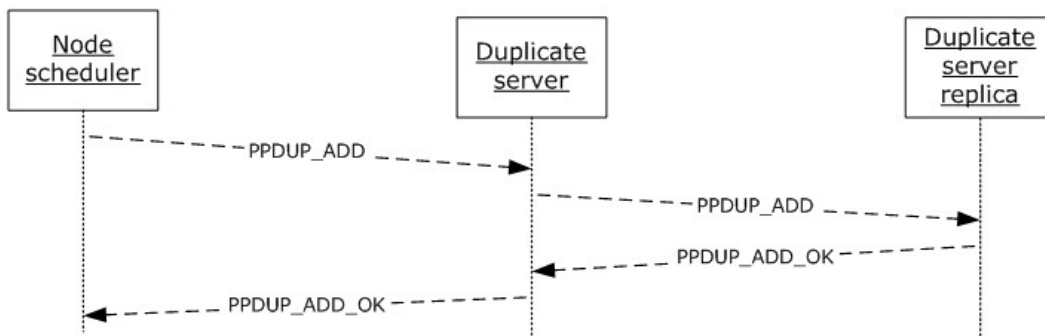 Node
scheduler
Duplicate
server
Duplicate
server
replica
PPDUP_ADD
PPDUP_ADD
PPDUP_ADD_OK
PPDUP_ADD_OK